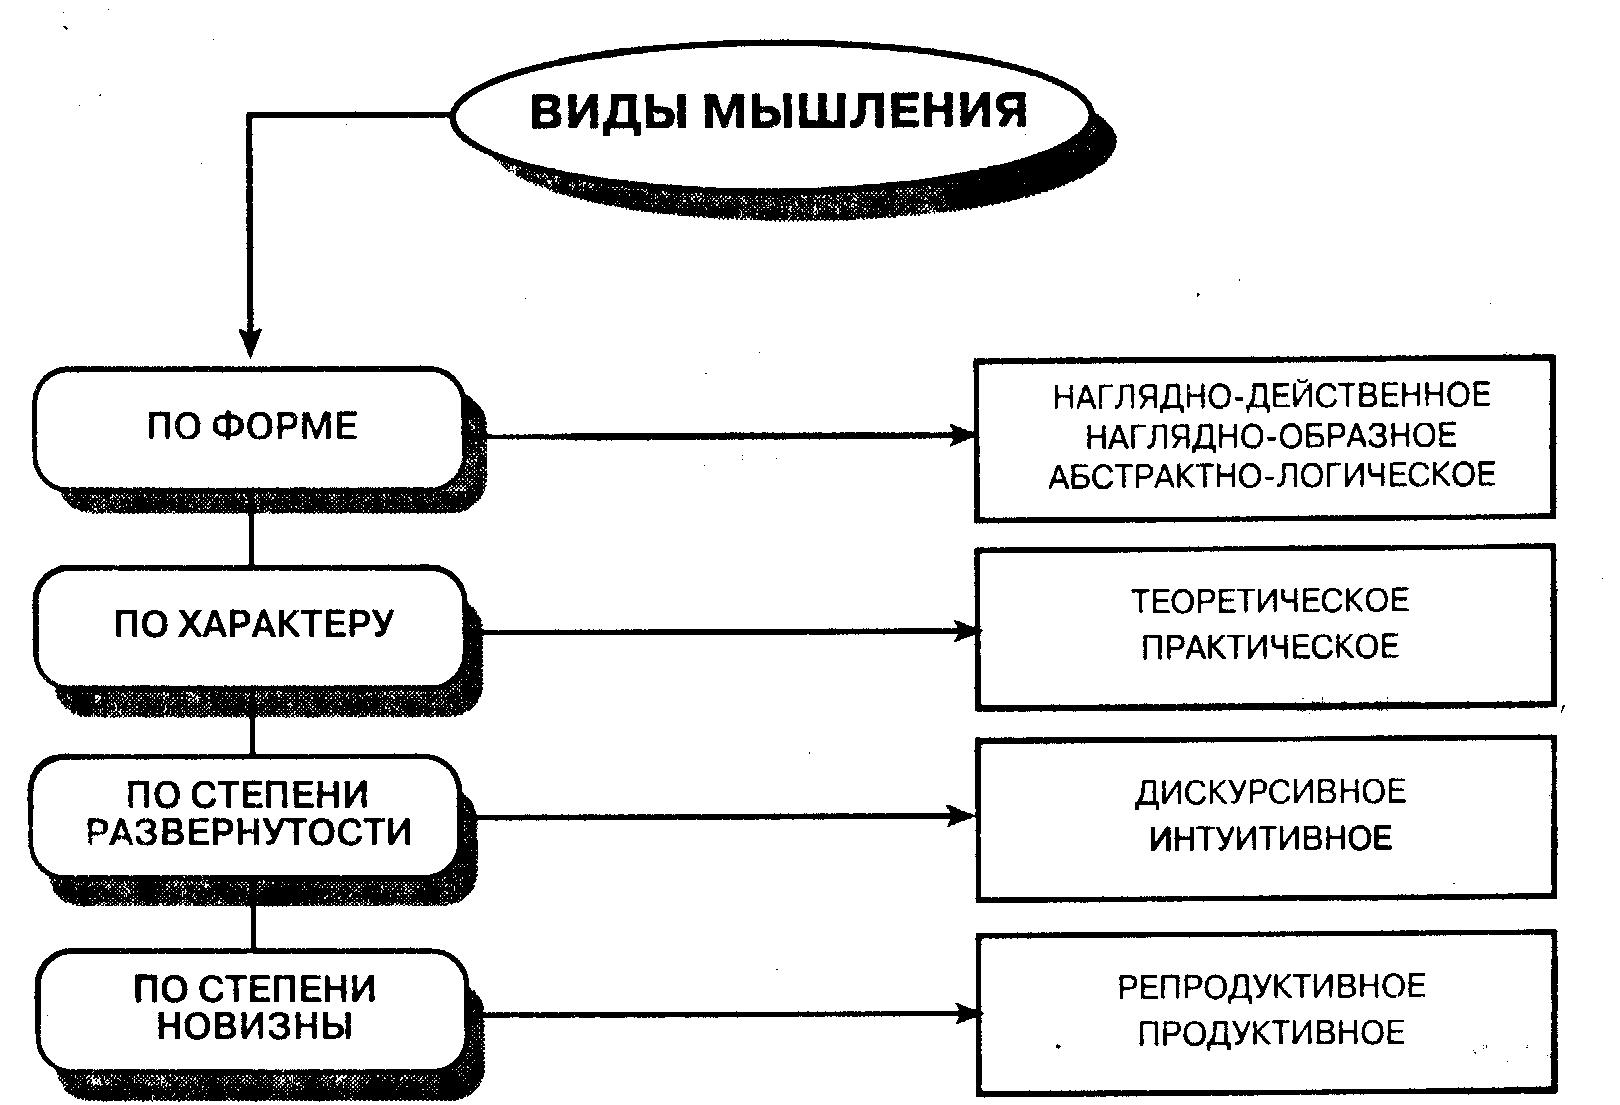 ВИДЫ МЫШЛЕНИЯ
ПО ФОРМЕ
НАГЛЯДНО-ДЕЙСТВЕННОЕ
НАГЛЯДНО-ОБРАЗНОЕ
АБСТРАКТНО-ЛОГИЧЕСКОЕ
ПО ХАРАКТЕРУ
ТЕОРЕТИЧЕСКОЕ
ПРАКТИЧЕСКОЕ
ПО СТЕПЕНИ
РАЗВЕРНУТОСТИ
ДИСКУРСИВНОЕ
ИНТУИТИВНОЕ
ПО СТЕПЕНИ
НОВИЗНЫ
РЕПРОДУКТИВНОЕ
ПРОДУКТИВНОЕ